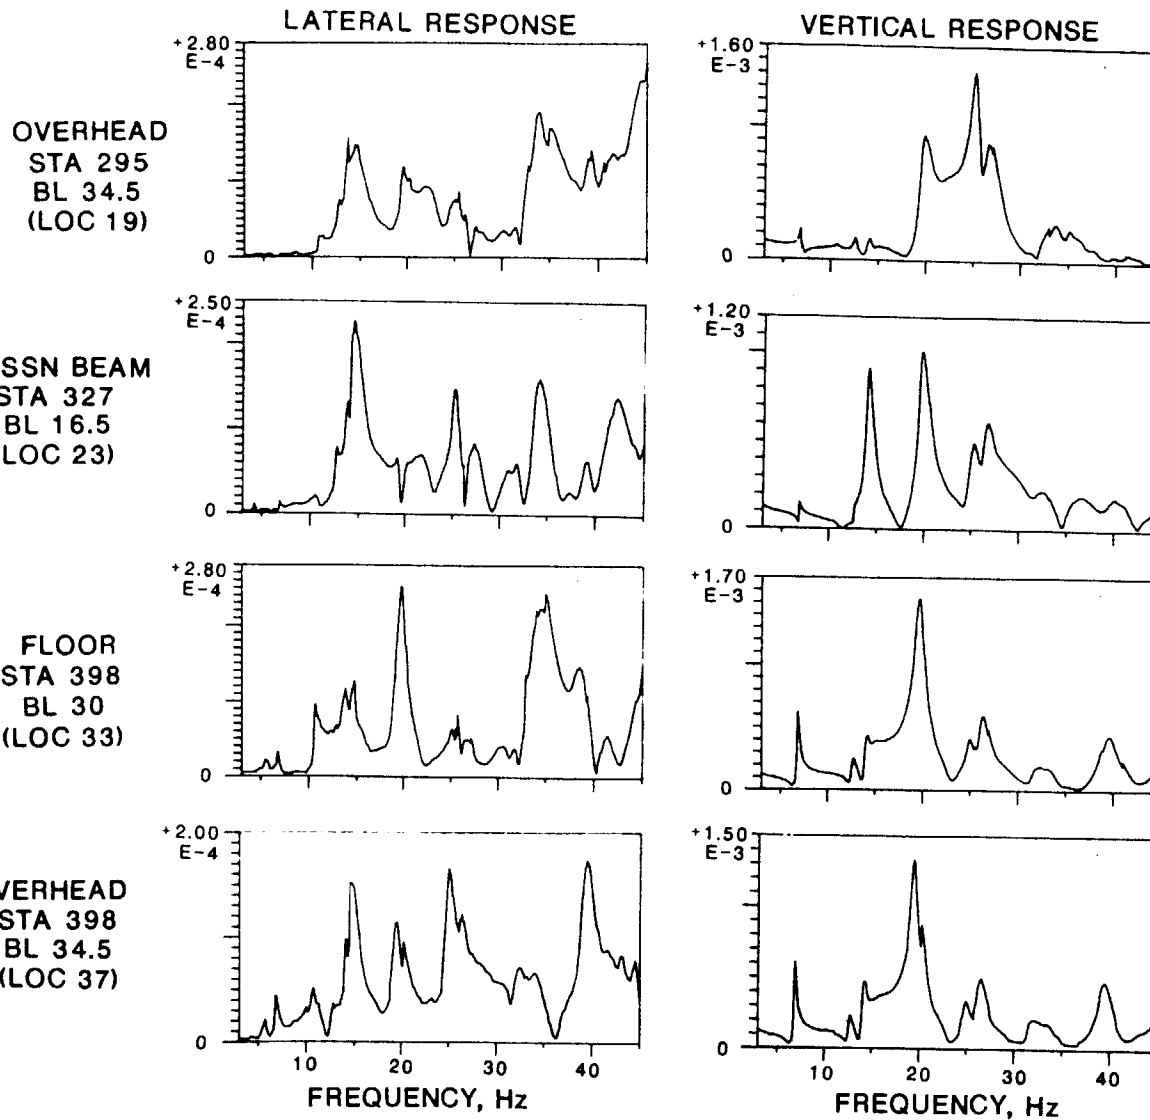 LATERAL RESPONSE
VERTICAL RESPONSE
OVERHEAD
STA 295
BL 34.5
(LOC 19)
+2.80
E-4
0
+1.60
E-3
0
SSN BEAM
STA 327
BL 16.5
LOC 23)
+2.50
E-4
0
+1.20
E-3
0
FLOOR
STA 398
BL 30
(LOC 33)
+2.80
E-4
0
+1.70
E-3
0
VERHEAD
STA 398
BL 34.5
(LOC 37)
+2.00
E-4
0
+1.50
E-3
0
10 20 30 40
10 20 30 40
FREQUENCY, Hz
FREQUENCY, Hz